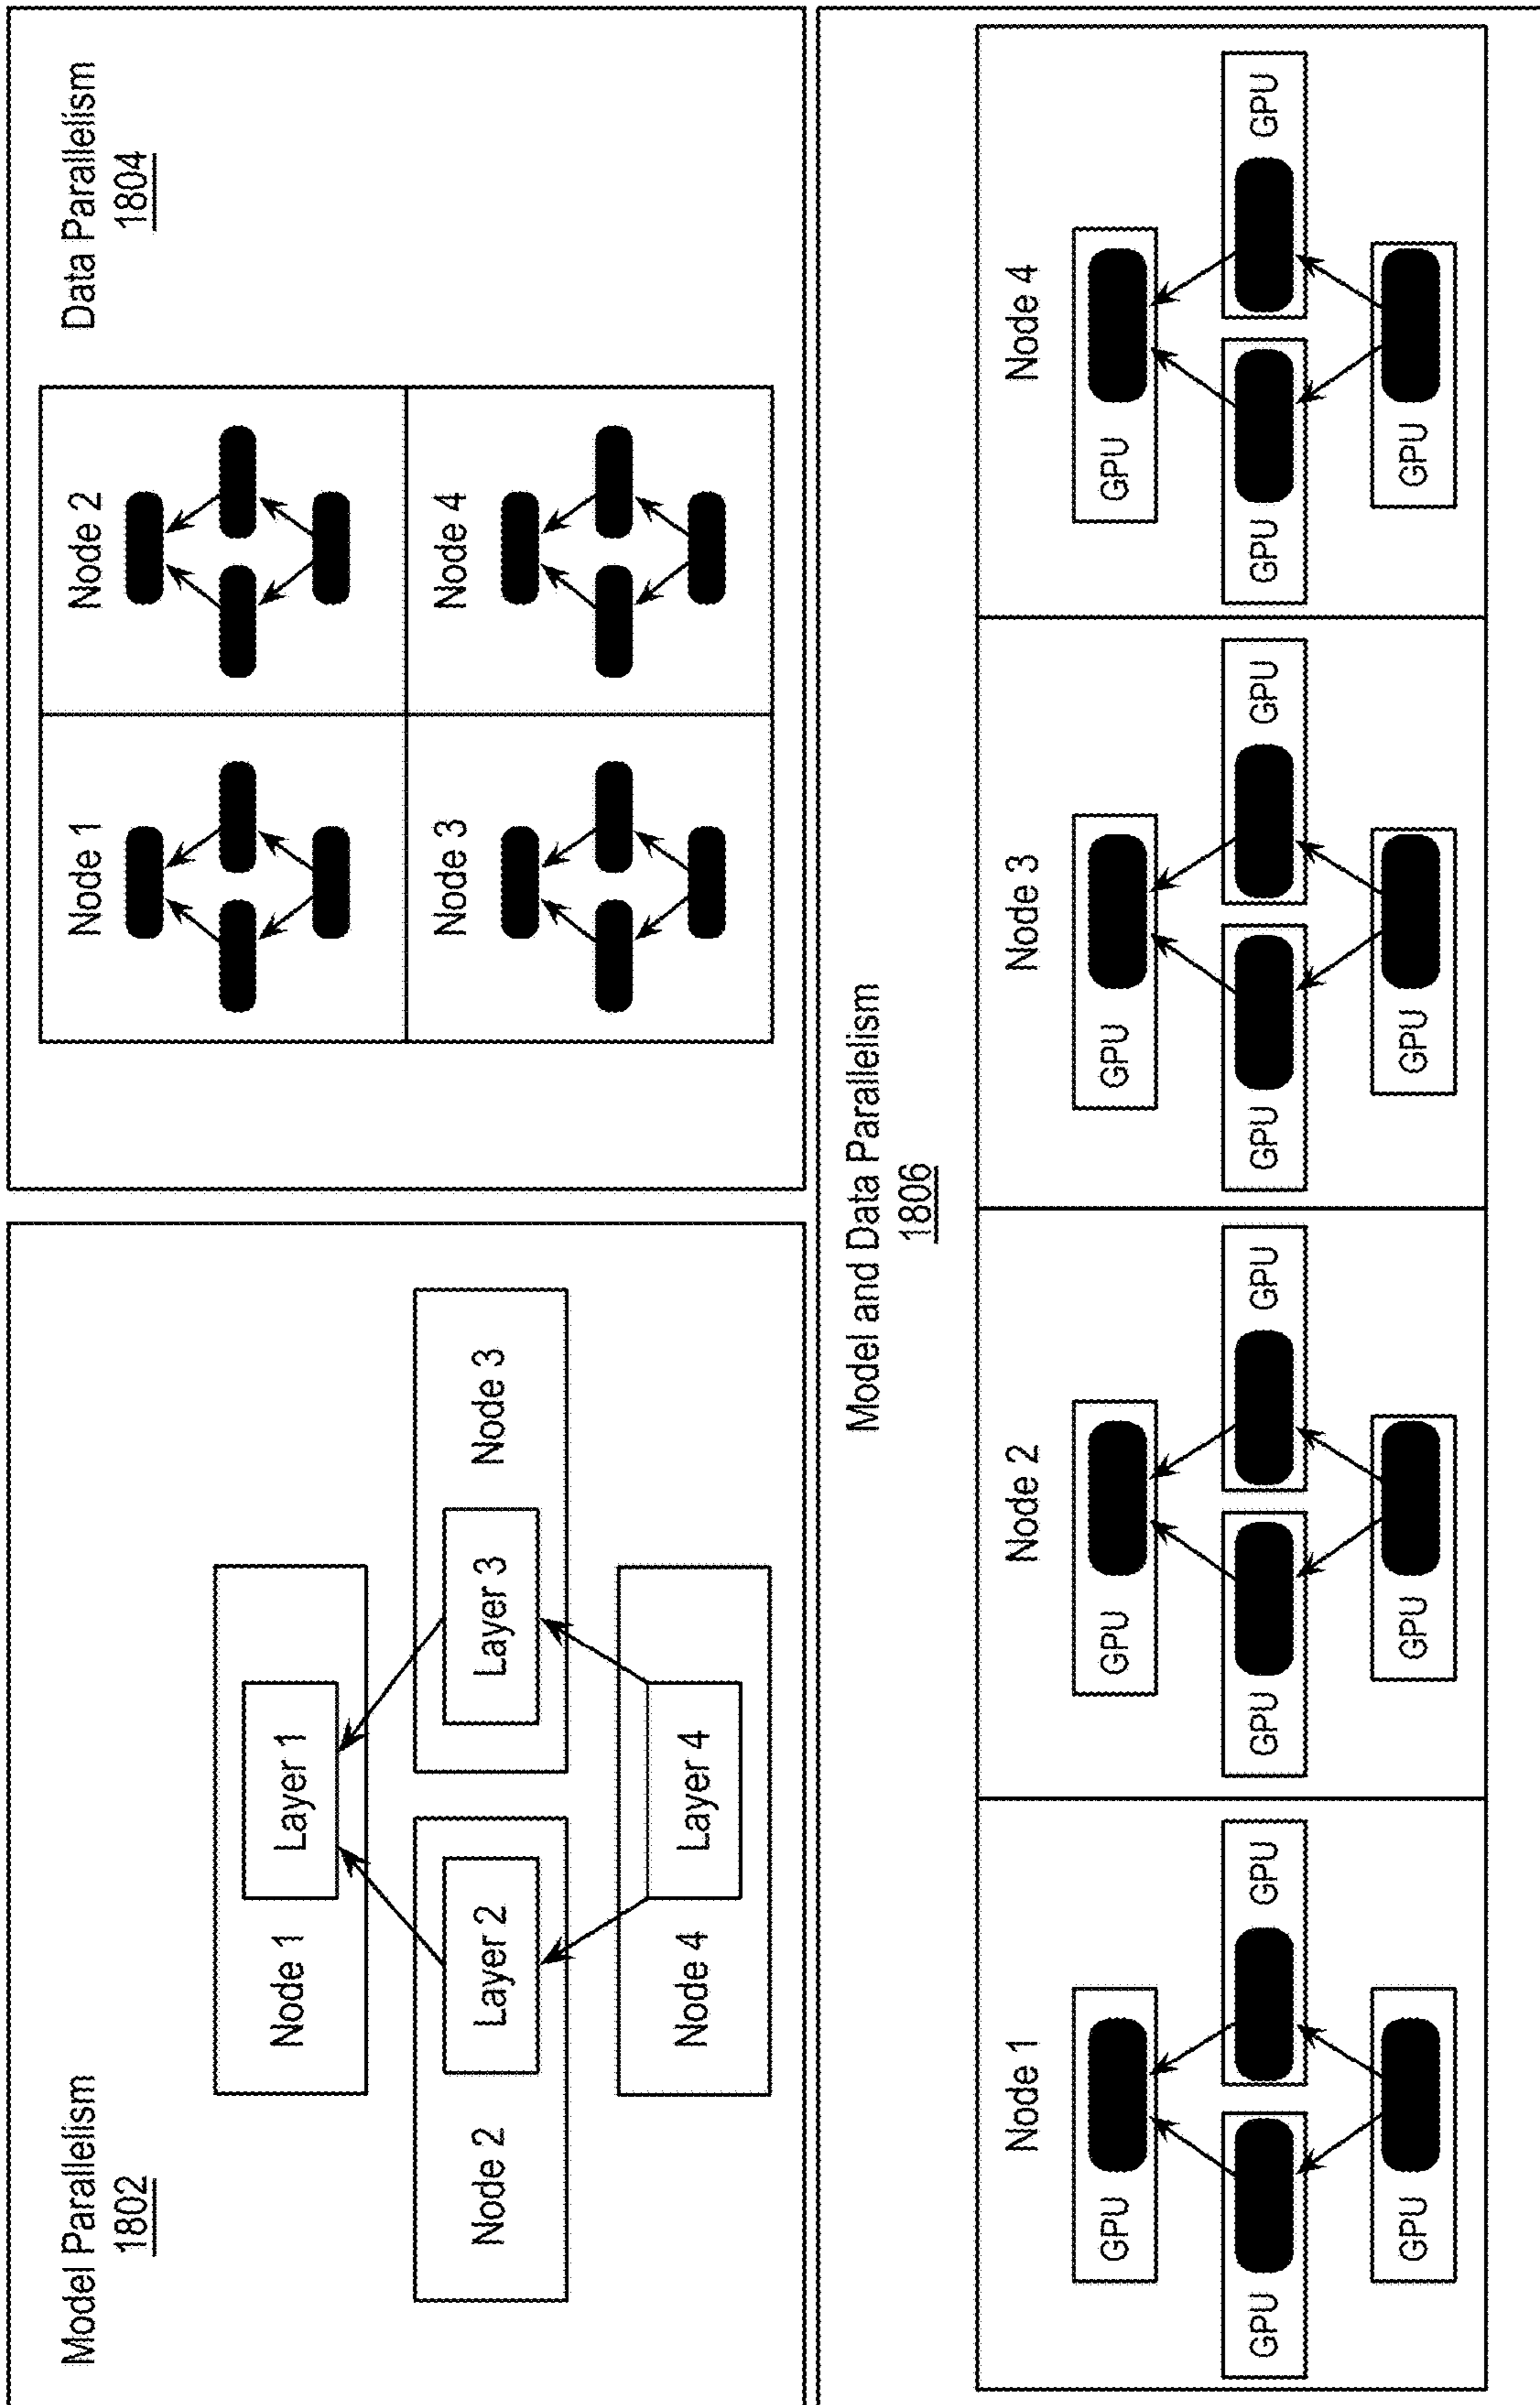 Model Parallelism
1802
Node 1
Layer 1
Node 2
Layer 2
Layer 3
Node 3
Node 4
Layer 4
Data Parallelism
1804
Node 1
Node 2
Node 3
Node 4
Model and Data Parallelism
1806
Node 1
GPU
GPU
GPU
GPU
Node 2
GPU
GPU
GPU
GPU
Node 3
GPU
GPU
GPU
GPU
Node 4
GPU
GPU
GPU
GPU